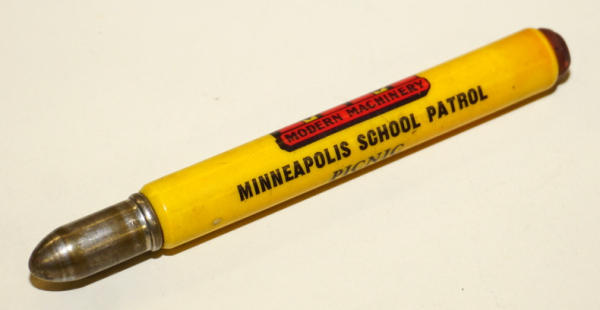 MODERN MACHINERY
MINNEAPOLIS SCHOOL PATROL
PICNIC